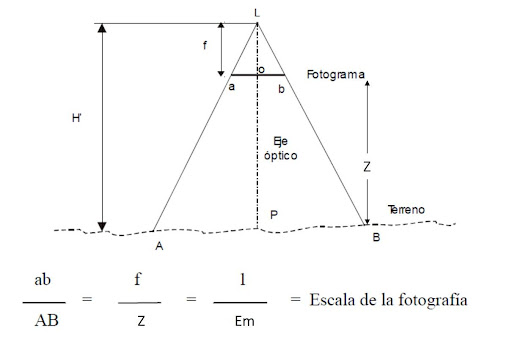 L
f
o
Fotograma
a
b
H'
Eje
óptico
Z
P
Terreno
A
B
ab f 1
= = = Escala de la fotografía
AB Z Em